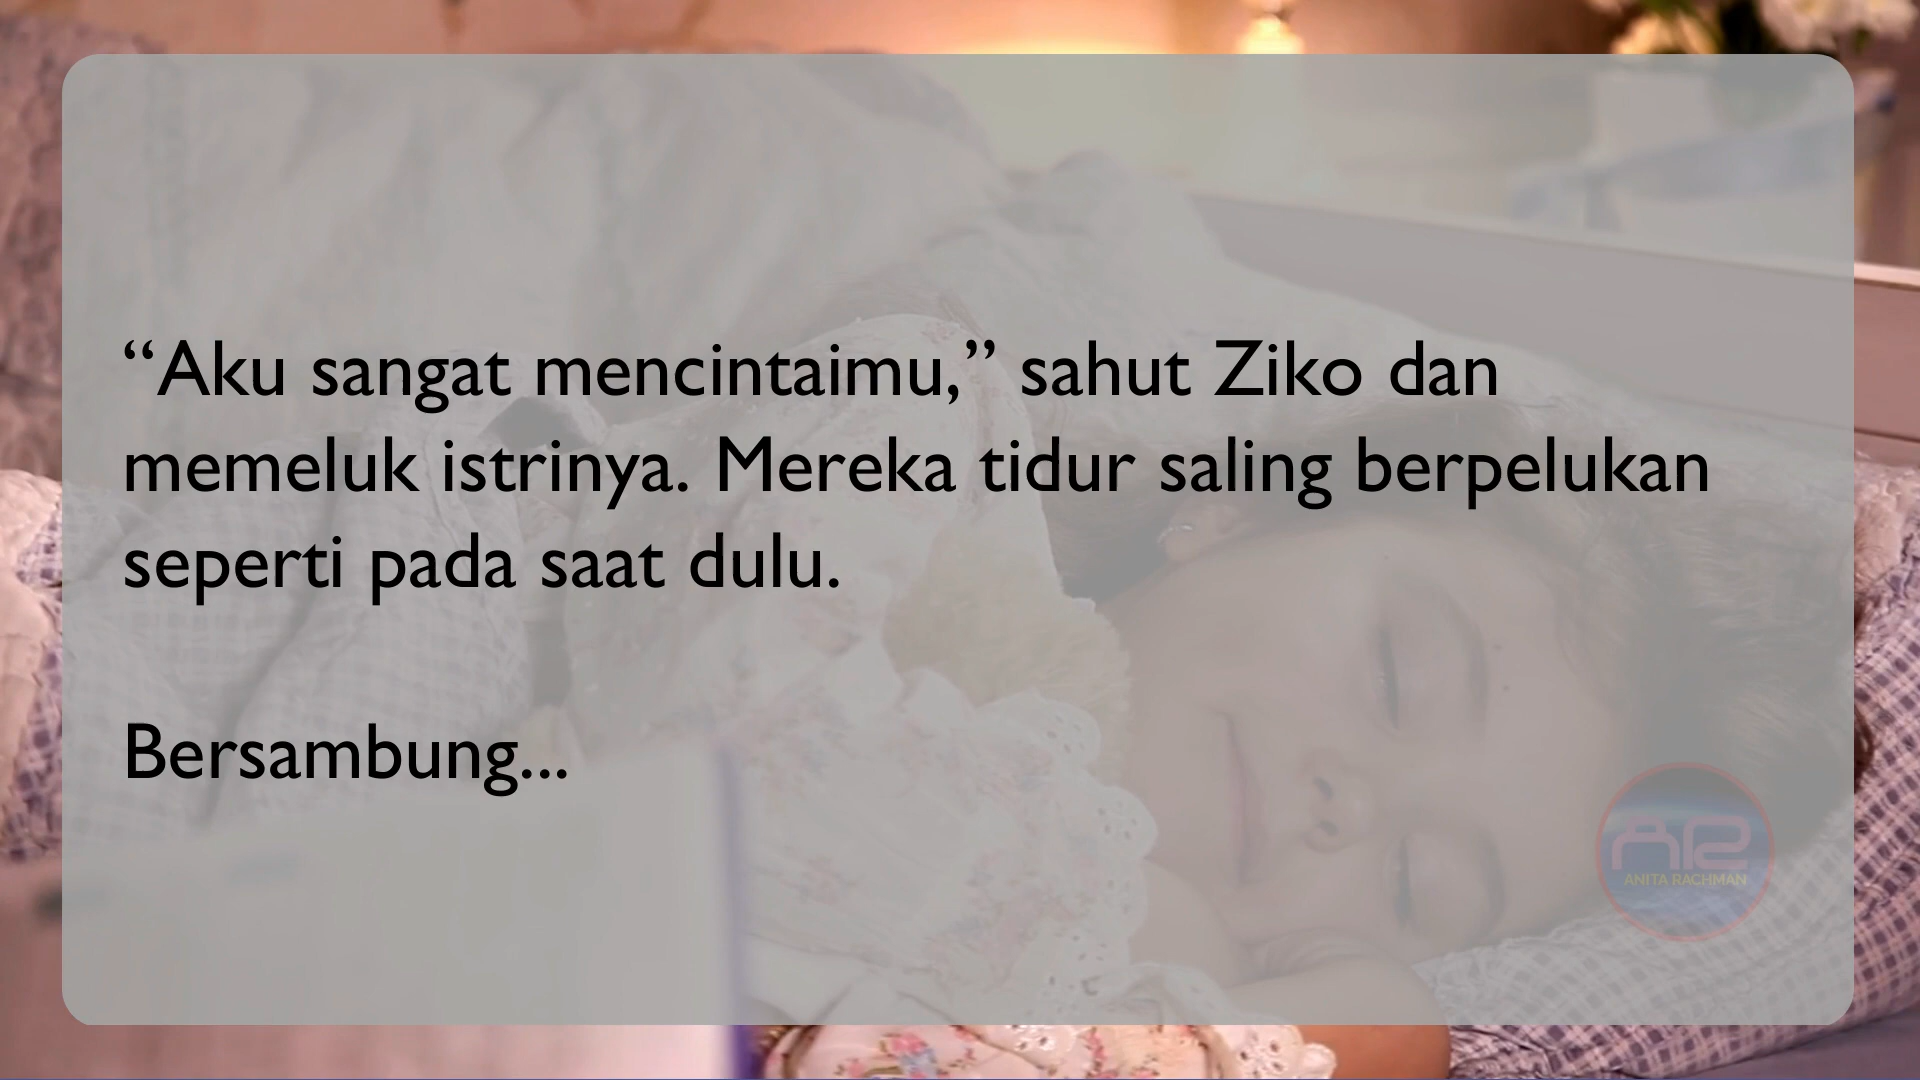 “Aku sangat mencintaimu,” sahut Ziko dan
memeluk istrinya. Mereka tidur saling berpelukan
seperti pada saat dulu.
Bersambung...
AR
ANITA RACHMAN